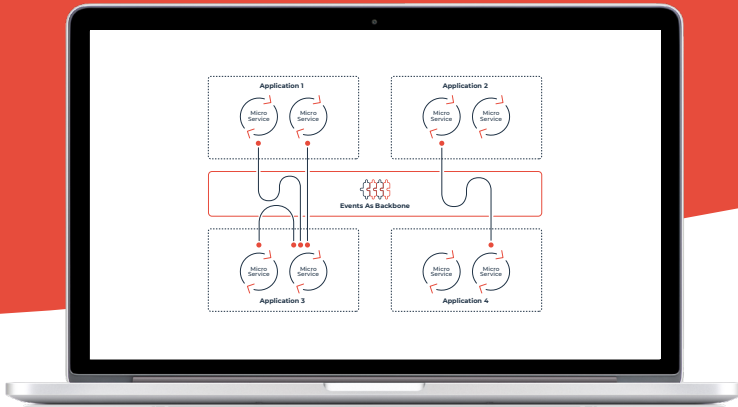 Application 1
Application 2
Micro
Service
Micro
Service
Micro
Service
Micro
Service
Events As Backbone
Micro
Service
Micro
Service
Micro
Service
Micro
Service
Application 3
Application 4